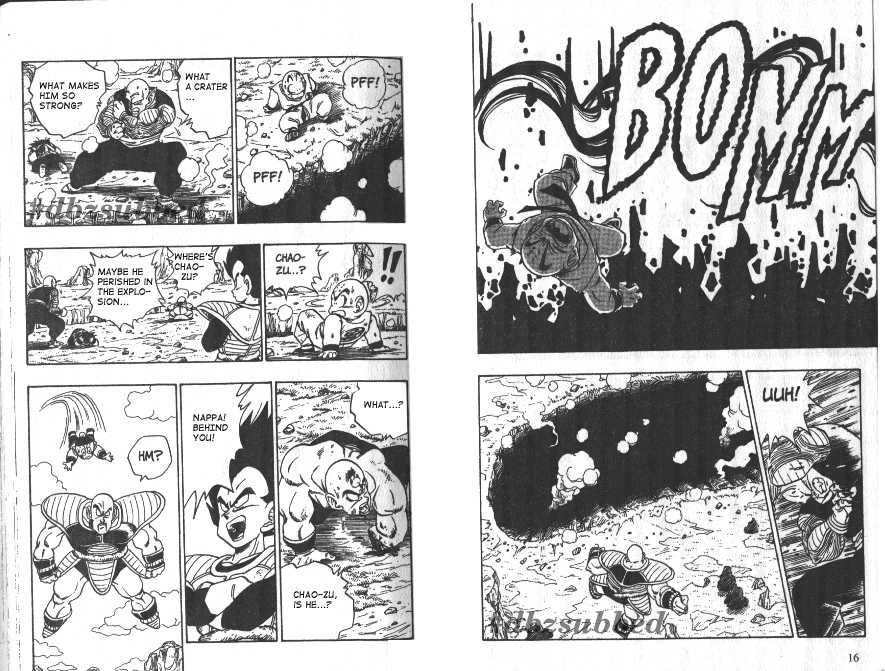 BOMM
UUH!
#dbzsubbed
16
PFF!
PFF!
WHAT
A CRATER
...
WHAT MAKES
HIM SO
STRONG?
#dbzsubbed
!!
CHAO-
ZU...?
WHERE'S
CHAO-
ZU?
MAYBE HE
PERISHED IN
THE EXPLO-
SION...
WHAT...?
CHAO-ZU,
IS HE...?
NAPPA!
BEHIND
YOU!
HM?